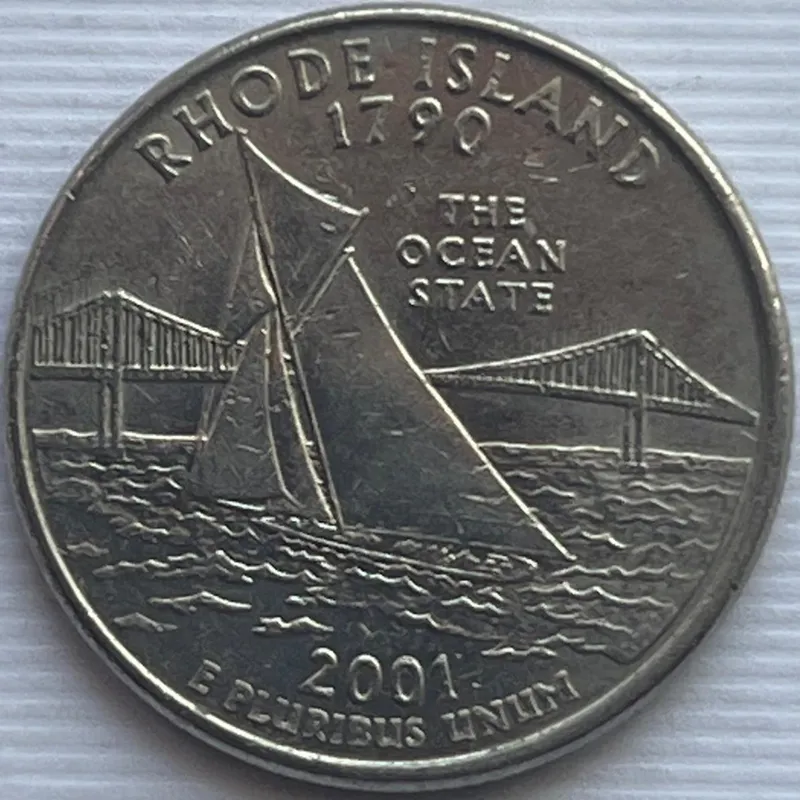 RHODE ISLAND
1790
THE
OCEAN
STATE
2001
E PLURIBUS UNUM